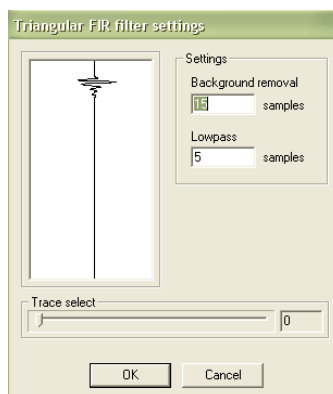 Triangular FIR filter settings
Settings
Background removal
15 samples
Lowpass
5 samples
Trace select
0
OK Cancel